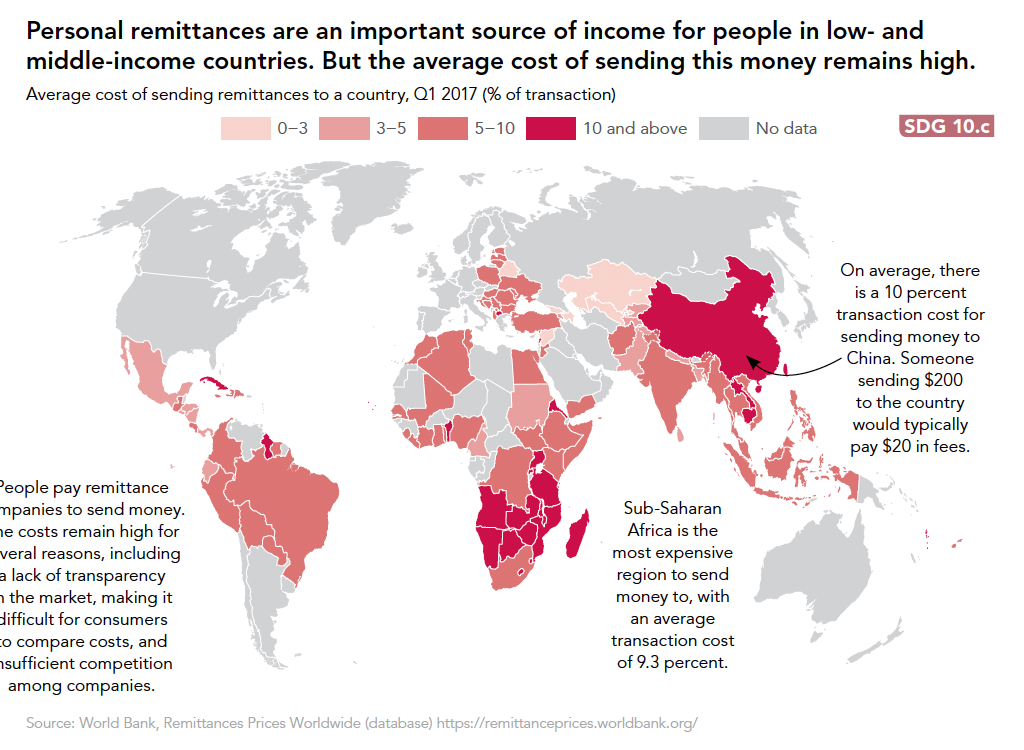 Personal remittances are an important source of income for people in low- and
middle-income countries. But the average cost of sending this money remains high.
Average cost of sending remittances to a country, Q1 2017 (% of transaction)
0–3
3–5
5–10
10 and above
No data
SDG 10.c
On average, there
is a 10 percent
transaction cost for
sending money to
China. Someone
sending $200
to the country
would typically
pay $20 in fees.
People pay remittance
mpanies to send money.
he costs remain high for
veral reasons, including
a lack of transparency
n the market, making it
difficult for consumers
to compare costs, and
nsufficient competition
among companies.
Sub-Saharan
Africa is the
most expensive
region to send
money to, with
an average
transaction cost
of 9.3 percent.
Source: World Bank, Remittances Prices Worldwide (database) https://remittanceprices.worldbank.org/